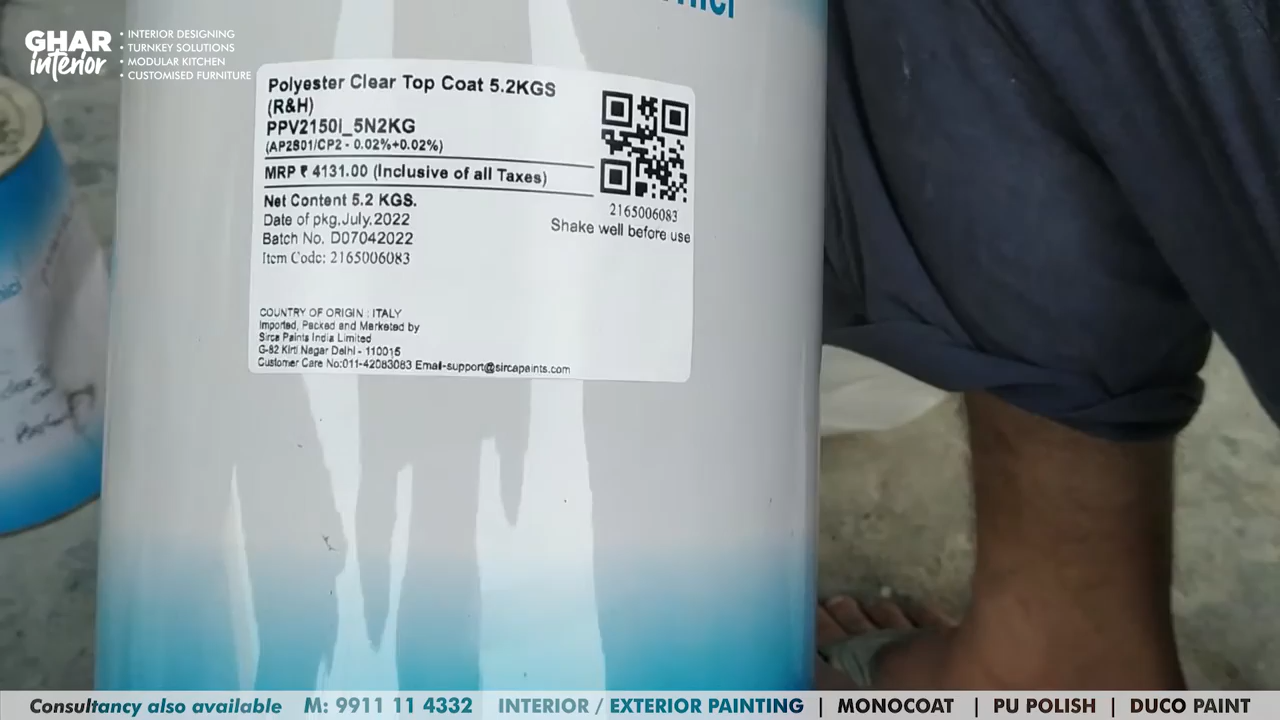 GHAR
interior
• INTERIOR DESIGNING
• TURNKEY SOLUTIONS
• MODULAR KITCHEN
• CUSTOMISED FURNITURE
Polyester Clear Top Coat 5.2KGS
(R&H)
PPV2150I_5N2KG
(AP2S01/CP2 - 0.02%+0.02%)
MRP ₹ 4131.00 (Inclusive of all Taxes)
Net Content 5.2 KGS.
Date of pkg.July.2022
Batch No. D07042022
Item Code: 2165006083
2165006083
Shake well before use
COUNTRY OF ORIGIN : ITALY
Imported, Packed and Marketed by
Sirca Paints India Limited
G-82 Kirti Nagar Delhi - 110015
Customer Care No:011-42083083 Email-support@sircapaints.com
Consultancy also available M: 9911 11 4332 INTERIOR / EXTERIOR PAINTING | MONOCOAT | PU POLISH | DUCO PAINT